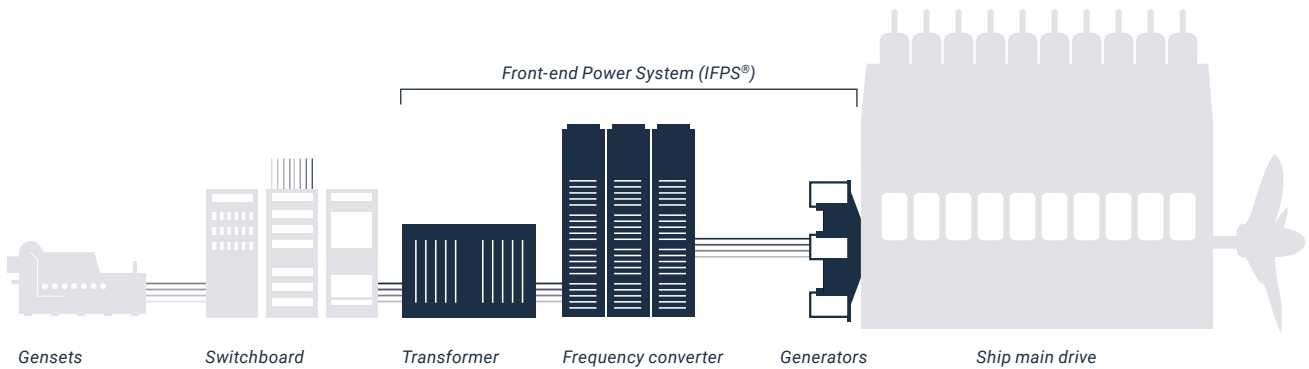 Front-end Power System (IFPS®)
Gensets
Switchboard
Transformer
Frequency converter
Generators
Ship main drive